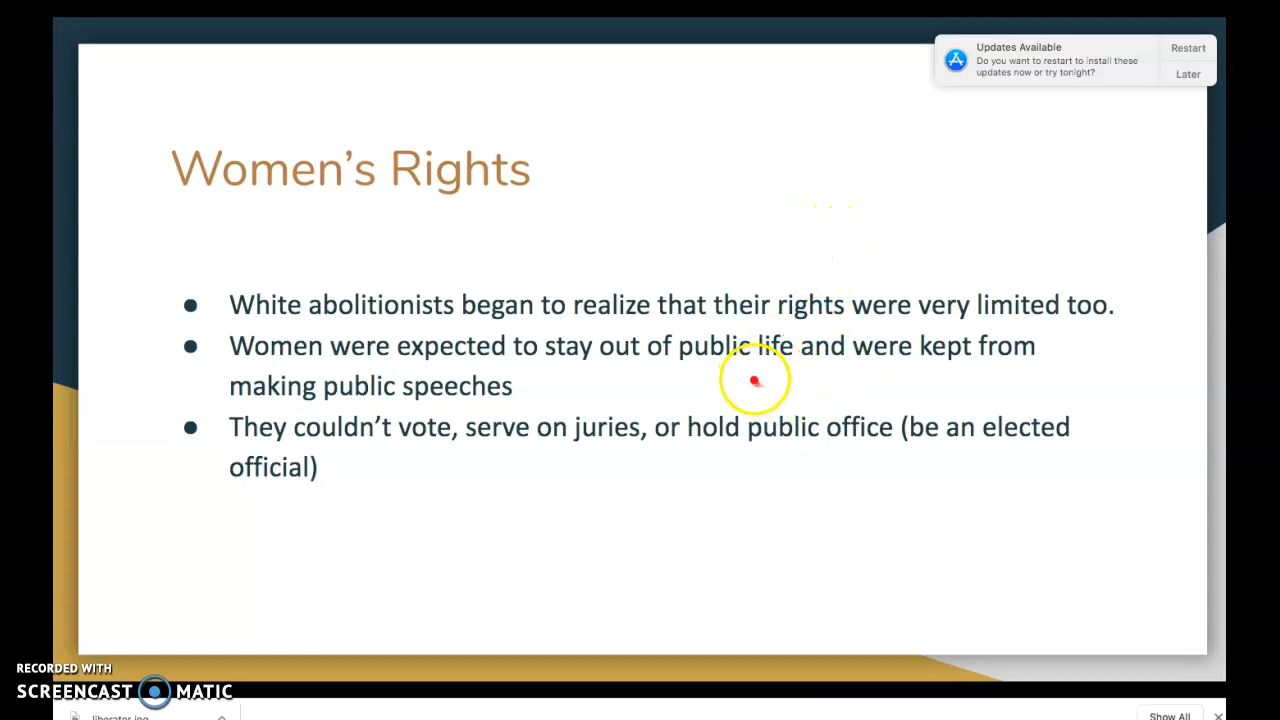 Updates Available
Restart
Do you want to restart to install these
updates now or try tonight?
Later
Women's Rights
● White abolitionists began to realize that their rights were very limited too.
● Women were expected to stay out of public life and were kept from
making public speeches
● They couldn't vote, serve on juries, or hold public office (be an elected
official)
RECORDED WITH
SCREENCAST MATIC
liberator.jpg
Show All